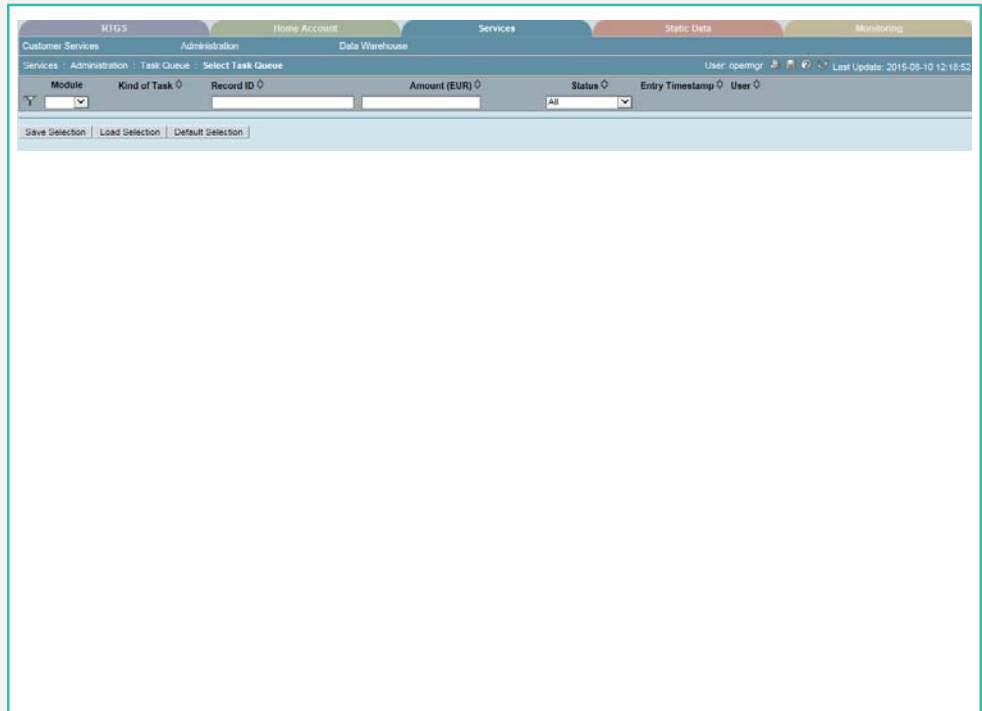 RTGS Home Account Services Static Data Monitoring
Customer Services Administration Data Warehouse
Services : Administration : Task Queue : Select Task Queue User: opermgr Last Update: 2015-08-10 12:18:52
Module Kind of Task Record ID Amount (EUR) Status Entry Timestamp User
All
Save Selection Load Selection Default Selection